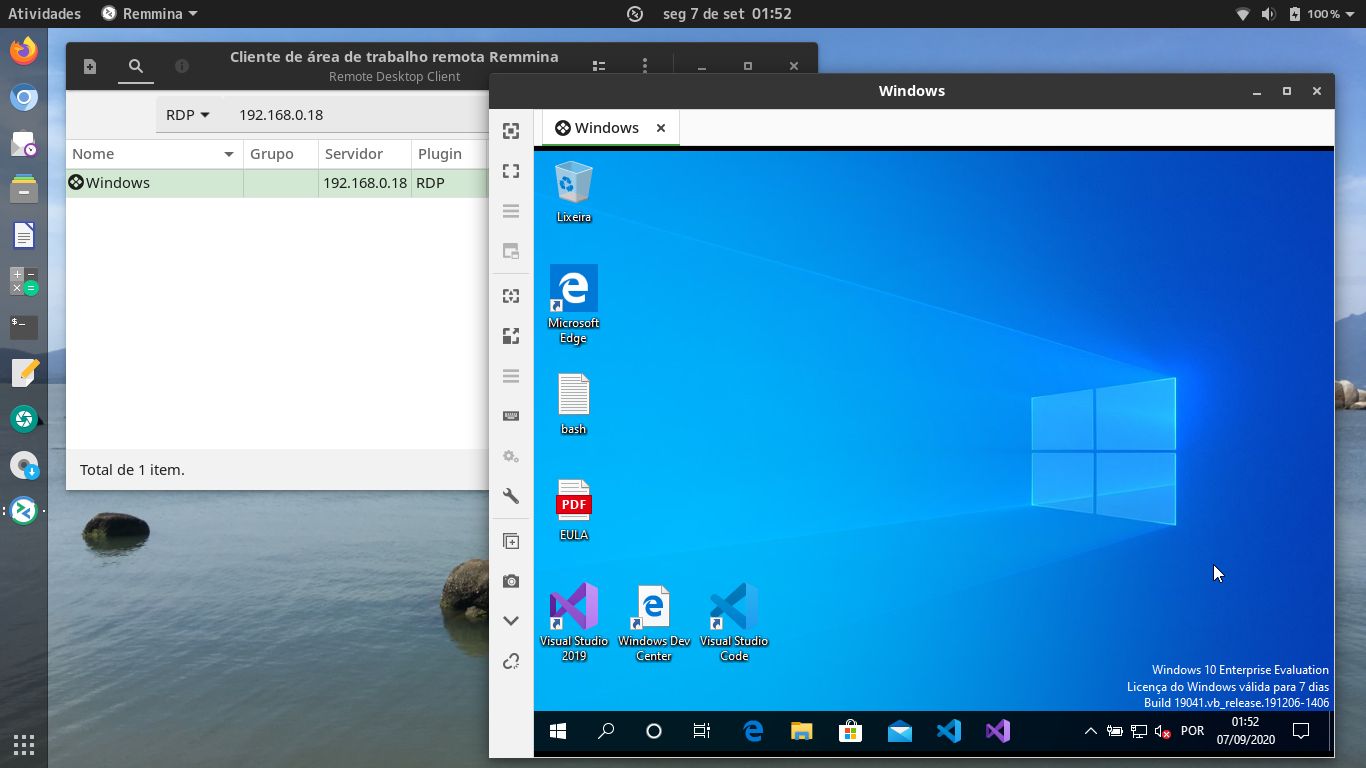 Atividades
Remmina
seg 7 de set 01:52
100 %
Cliente de área de trabalho remota Remmina
Remote Desktop Client
RDP
192.168.0.18
Nome
Grupo
Servidor
Plugin
Windows
192.168.0.18
RDP
Total de 1 item.
Windows
Windows
Lixeira
Microsoft
Edge
bash
PDF
EULA
Visual Studio
2019
Windows Dev
Center
Visual Studio
Code
Windows 10 Enterprise Evaluation
Licença do Windows válida para 7 dias
Build 19041.vb_release.191206-1406
POR
01:52
07/09/2020